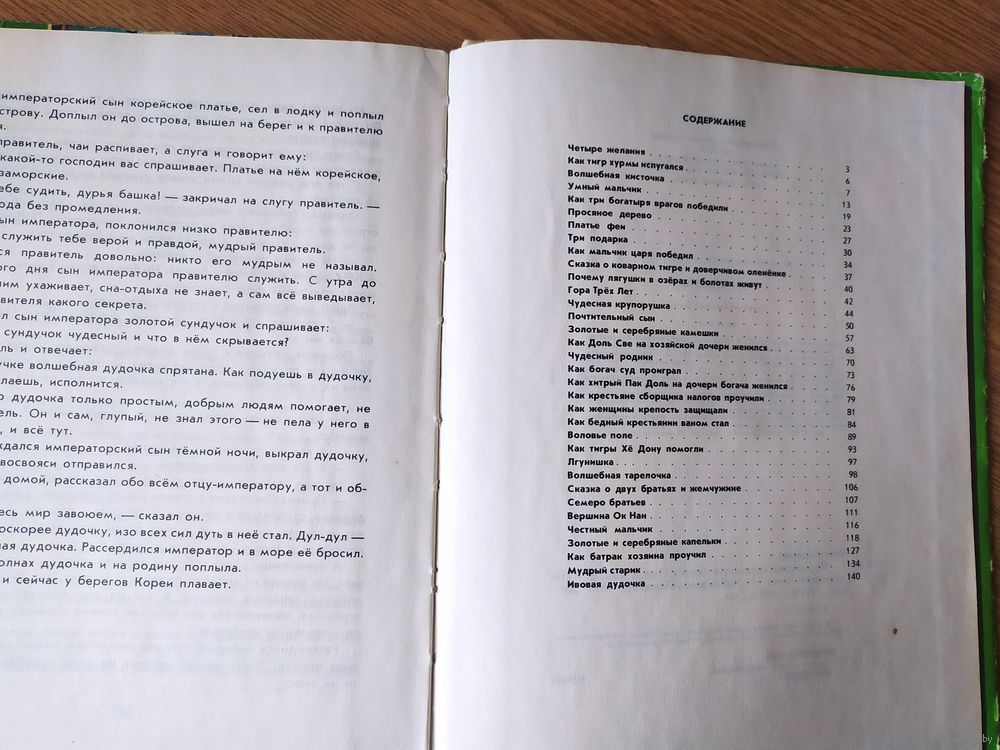 императорский сын корейское платье, сел в лодку и поплыл
строву. Доплыл он до острова, вышел на берег и к правителю
я.
правитель, чаи распивает, а слуга и говорит ему:
какой-то господин вас спрашивает. Платье на нём корейское,
заморские.
ебе судить, дурья башка! — закричал на слугу правитель. —
юда без промедления.
ын императора, поклонился низко правителю:
служить тебе верой и правдой, мудрый правитель.
ся правитель довольно: никто его мудрым не называл.
ого дня сын императора правителю служить. С утра до
ним ухаживает, сна-отдыха не знает, а сам всё выведывает,
авителя какого секрета.
ел сын императора золотой сундучок и спрашивает:
сундучок чудесный и что в нём скрывается?
ль и отвечает:
учке волшебная дудочка спрятана. Как подуешь в дудочку,
лаешь, исполнится.
о дудочка только простым, добрым людям помогает, не
ель. Он и сам, глупый, не знал этого — не пела у него в
, и всё тут.
ждался императорский сын тёмной ночи, выкрал дудочку,
восвояси отправился.
домой, рассказал обо всём отцу-императору, а тот и об-
есь мир завоюем, — сказал он.
оскорее дудочку, изо всех сил дуть в неё стал. Дул-дул —
ная дудочка. Рассердился император и в море её бросил.
олнах дудочка и на родину поплыла.
и сейчас у берегов Кореи плавает.
СОДЕРЖАНИЕ
Четыре желания . . . 3
Как тигр хурмы испугался . . . 6
Волшебная кисточка . . . 7
Умный мальчик . . . 13
Как три богатыря врагов победили . . . 19
Просяное дерево . . . 23
Платье феи . . . 27
Три подарка . . . 30
Как мальчик царя победил . . . 34
Сказка о коварном тигре и доверчивом оленёнке . . . 37
Почему лягушки в озёрах и болотах живут . . . 40
Гора Трёх Лет . . . 42
Чудесная крупорушка . . . 44
Почтительный сын . . . 50
Золотые и серебряные камешки . . . 57
Как Доль Све на хозяйской дочери женился . . . 63
Чудесный родник . . . 70
Как богач суд проиграл . . . 73
Как хитрый Пак Доль на дочери богача женился . . . 76
Как крестьяне сборщика налогов проучили . . . 79
Как женщины крепость защищали . . . 81
Как бедный крестьянин ваном стал . . . 84
Воловье поле . . . 89
Как тигры Хё Дону помогли . . . 93
Лгунишка . . . 97
Волшебная тарелочка . . . 98
Сказка о двух братьях и жемчужине . . . 106
Семеро братьев . . . 107
Вершина Ок Нан . . . 111
Честный мальчик . . . 116
Золотые и серебряные капельки . . . 118
Как батрак хозяина проучил . . . 127
Мудрый старик . . . 134
Ивовая дудочка . . . 140